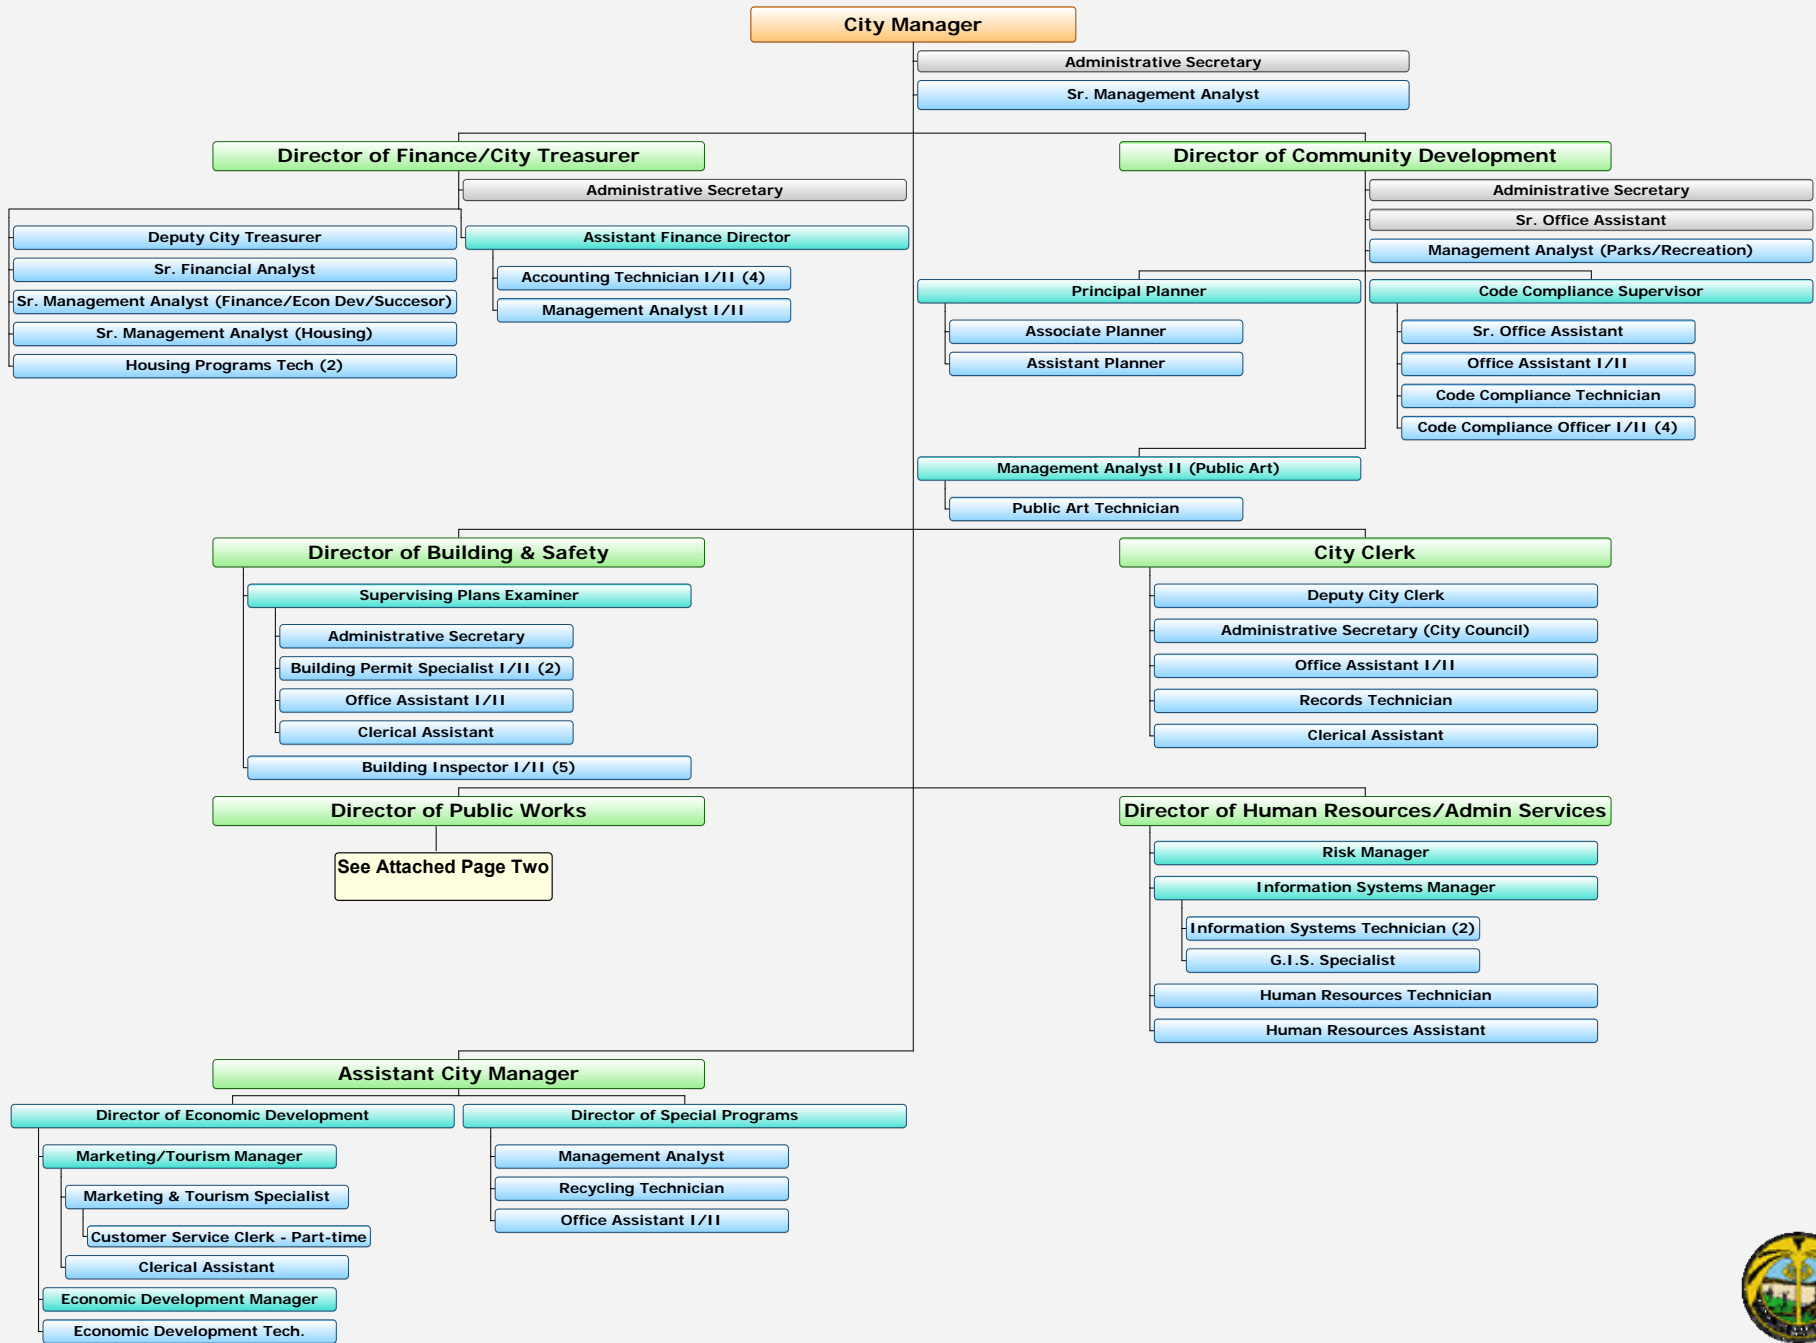 City Manager
Administrative Secretary
Sr. Management Analyst
Director of Finance/City Treasurer
Administrative Secretary
Deputy City Treasurer
Sr. Financial Analyst
Sr. Management Analyst (Finance/Econ Dev/Succesor)
Sr. Management Analyst (Housing)
Housing Programs Tech (2)
Assistant Finance Director
Accounting Technician I/II (4)
Management Analyst I/II
Director of Community Development
Administrative Secretary
Sr. Office Assistant
Management Analyst (Parks/Recreation)
Principal Planner
Associate Planner
Assistant Planner
Code Compliance Supervisor
Sr. Office Assistant
Office Assistant I/II
Code Compliance Technician
Code Compliance Officer I/II (4)
Management Analyst II (Public Art)
Public Art Technician
Director of Building & Safety
Supervising Plans Examiner
Administrative Secretary
Building Permit Specialist I/II (2)
Office Assistant I/II
Clerical Assistant
Building Inspector I/II (5)
City Clerk
Deputy City Clerk
Administrative Secretary (City Council)
Office Assistant I/II
Records Technician
Clerical Assistant
Director of Public Works
See Attached Page Two
Director of Human Resources/Admin Services
Risk Manager
Information Systems Manager
Information Systems Technician (2)
G.I.S. Specialist
Human Resources Technician
Human Resources Assistant
Assistant City Manager
Director of Economic Development
Marketing/Tourism Manager
Marketing & Tourism Specialist
Customer Service Clerk - Part-time
Clerical Assistant
Economic Development Manager
Economic Development Tech.
Director of Special Programs
Management Analyst
Recycling Technician
Office Assistant I/II